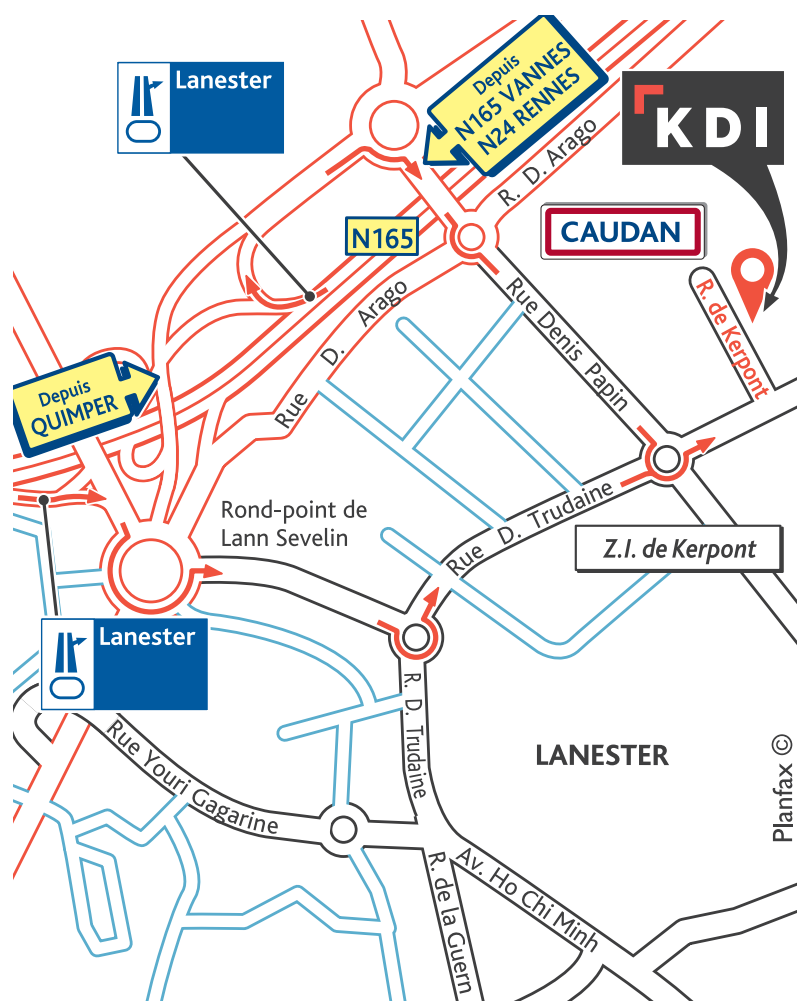 Depuis
N165 VANNES
N24 RENNES
Lanester
KDI
R. D. Arago
N165
CAUDAN
R. de Kerpont
Rue Denis Papin
Rue D. Arago
Depuis
QUIMPER
Rond-point de
Lann Sevelin
Rue D. Trudaine
Z.I. de Kerpont
Lanester
R. D. Trudaine
Rue Youri Gagarine
LANESTER
Planfax ©
Av. Ho Chi Minh
R. de la Guern